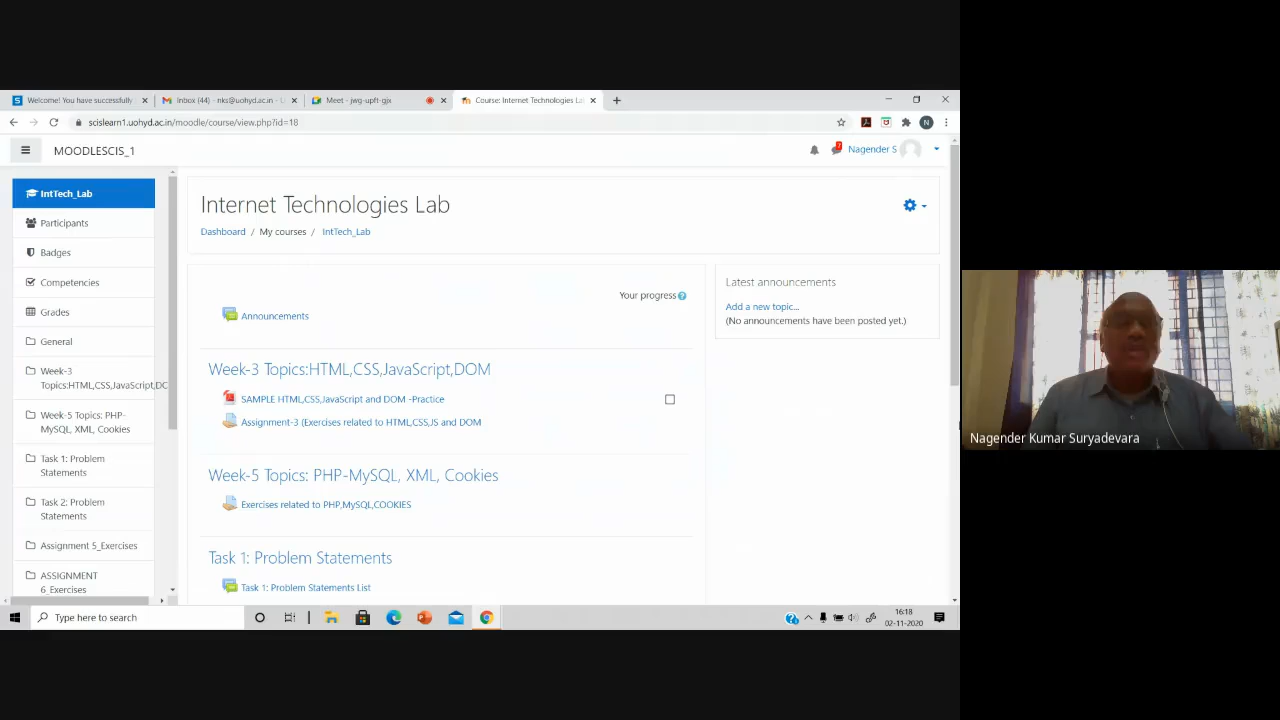 Welcome! You have successfully
Inbox (44) - nks@uohyd.ac.in - U
Meet - jwg-upft-gjx
Course: Internet Technologies La
scislearn1.uohyd.ac.in/moodle/course/view.php?id=18
N
MOODLESCIS_1
Nagender S
IntTech_Lab
Participants
Badges
Competencies
Grades
General
Week-3
Topics:HTML,CSS,JavaScript,DC
Week-5 Topics: PHP-
MySQL, XML, Cookies
Task 1: Problem
Statements
Task 2: Problem
Statements
Assignment 5_Exercises
ASSIGNMENT
6_Exercises
Internet Technologies Lab
Dashboard / My courses / IntTech_Lab
Your progress
Announcements
Week-3 Topics:HTML,CSS,JavaScript,DOM
SAMPLE HTML,CSS,JavaScript and DOM -Practice
Assignment-3 (Exercises related to HTML,CSS,JS and DOM
Week-5 Topics: PHP-MySQL, XML, Cookies
Exercises related to PHP,MySQL,COOKIES
Task 1: Problem Statements
Task 1: Problem Statements List
Latest announcements
Add a new topic...
(No announcements have been posted yet.)
Nagender Kumar Suryadevara
Type here to search
16:18
02-11-2020